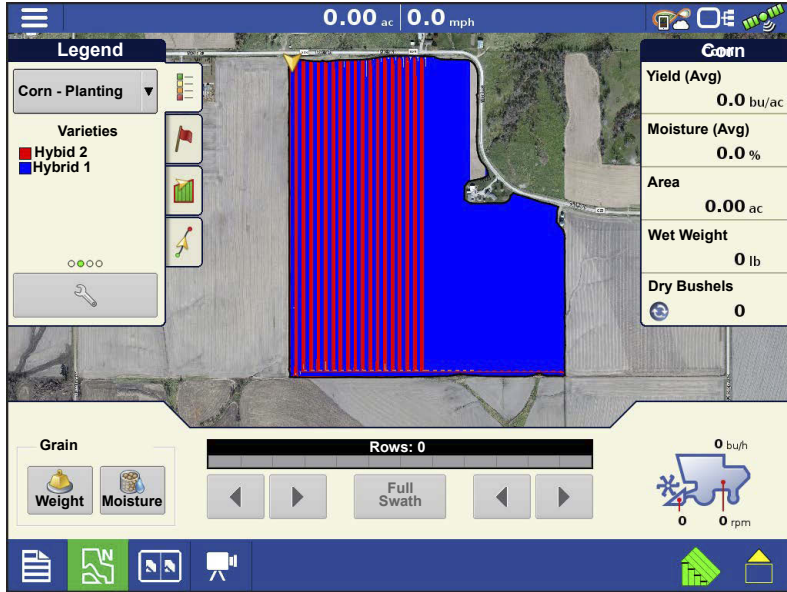 0.00 ac 0.0 mph
Legend
Corn - Planting
Varieties
Hybid 2
Hybrid 1
Corn
Yield (Avg)
0.0 bu/ac
Moisture (Avg)
0.0 %
Area
0.00 ac
Wet Weight
0 lb
Dry Bushels
0
Grain
Weight
Moisture
Rows: 0
Full
Swath
0 bu/h
0
0 rpm
N